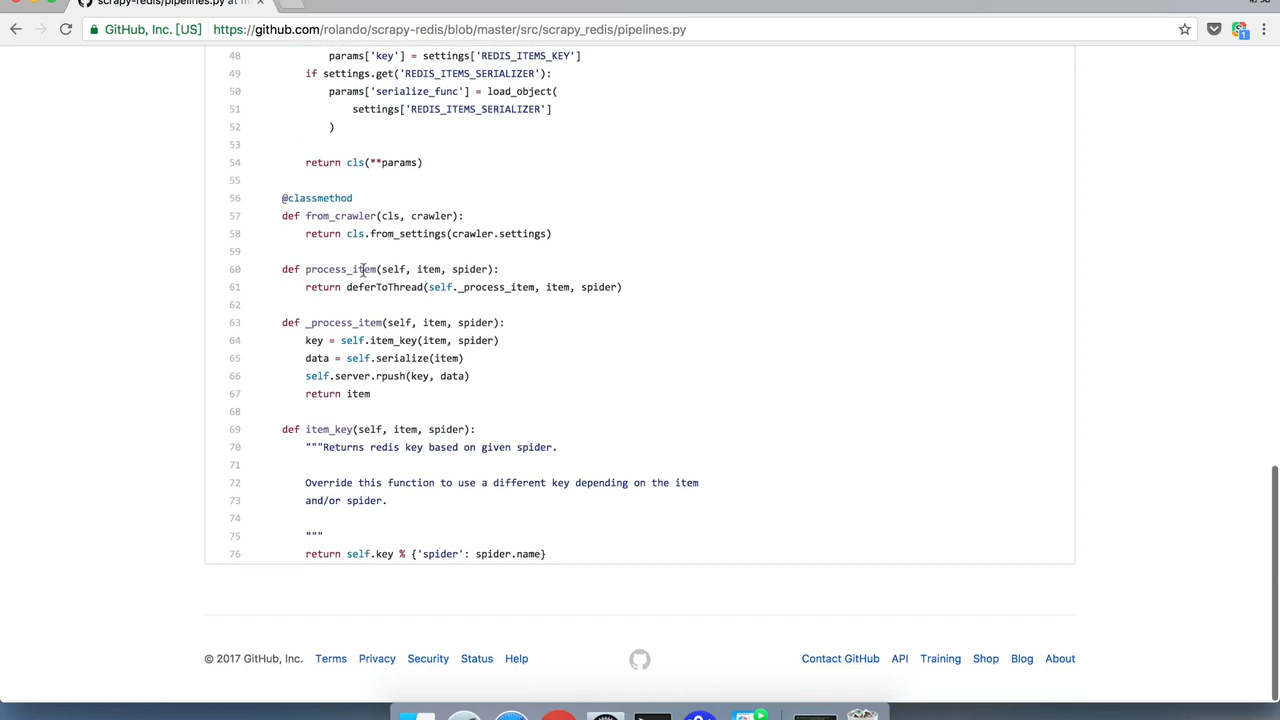 scrapy-redis/pipelines.py at m
GitHub, Inc. [US]
https://github.com/rolando/scrapy-redis/blob/master/src/scrapy_redis/pipelines.py
48 params['key'] = settings['REDIS_ITEMS_KEY']
49 if settings.get('REDIS_ITEMS_SERIALIZER'):
50 params['serialize_func'] = load_object(
51 settings['REDIS_ITEMS_SERIALIZER']
52 )
53
54 return cls(**params)
55
56 @classmethod
57 def from_crawler(cls, crawler):
58 return cls.from_settings(crawler.settings)
59
60 def process_item(self, item, spider):
61 return deferToThread(self._process_item, item, spider)
62
63 def _process_item(self, item, spider):
64 key = self.item_key(item, spider)
65 data = self.serialize(item)
66 self.server.rpush(key, data)
67 return item
68
69 def item_key(self, item, spider):
70 """Returns redis key based on given spider.
71
72 Override this function to use a different key depending on the item
73 and/or spider.
74
75 """
76 return self.key % {'spider': spider.name}
© 2017 GitHub, Inc. Terms Privacy Security Status Help
Contact GitHub API Training Shop Blog About